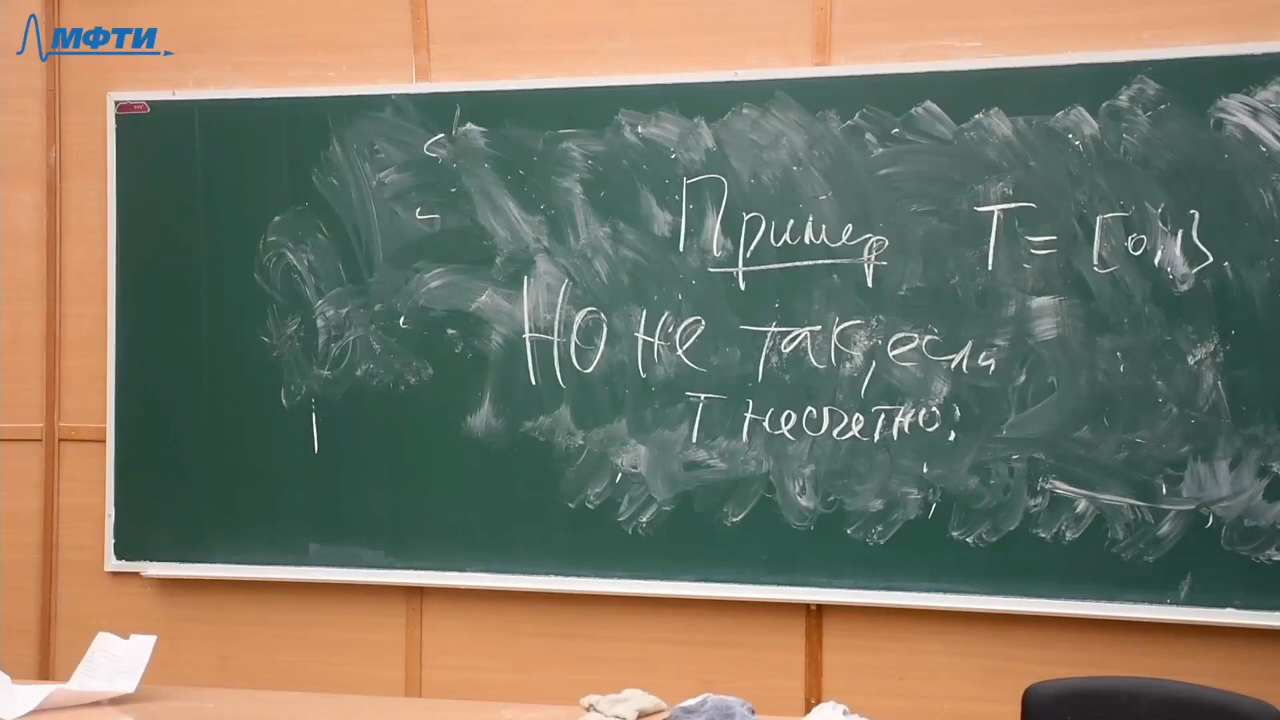 МФТИ
Пример T = [0,1]
Но не так, если
T несчетно: